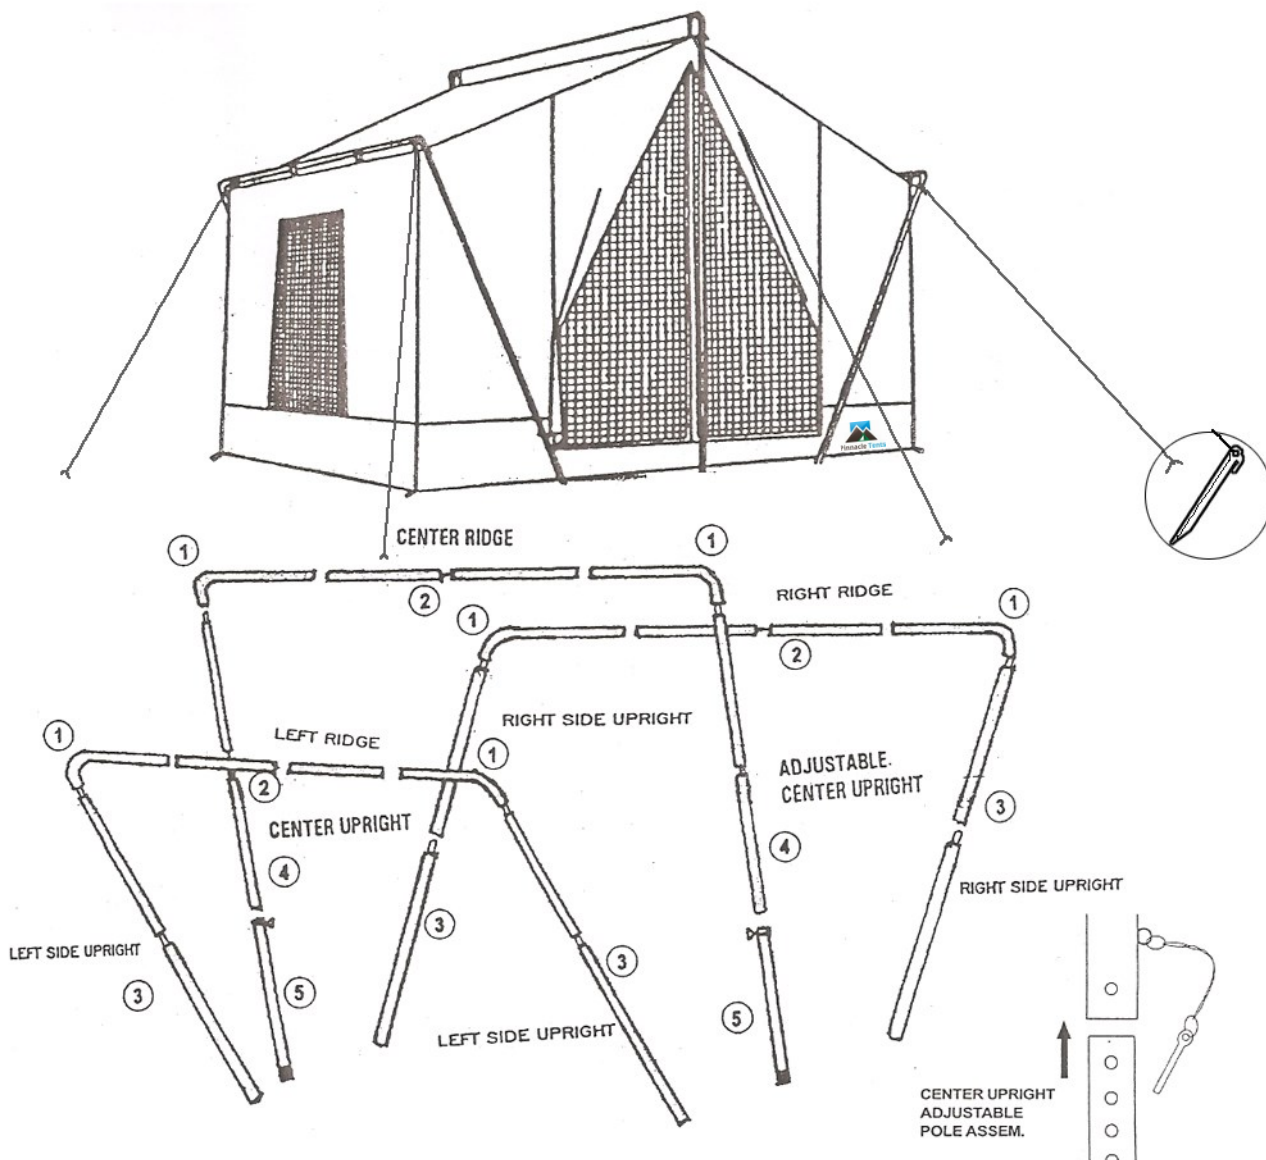 Pinnacle Tents
CENTER RIDGE
1
1
2
RIGHT RIDGE
1
1
2
RIGHT SIDE UPRIGHT
1
LEFT RIDGE
1
2
ADJUSTABLE.
CENTER UPRIGHT
CENTER UPRIGHT
3
4
4
RIGHT SIDE UPRIGHT
3
LEFT SIDE UPRIGHT
3
3
5
5
LEFT SIDE UPRIGHT
CENTER UPRIGHT
ADJUSTABLE
POLE ASSEM.